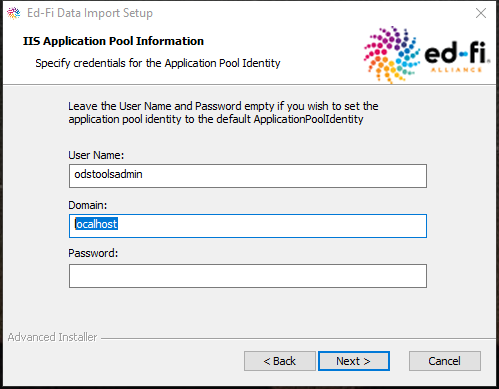 Ed-Fi Data Import Setup
IIS Application Pool Information
Specify credentials for the Application Pool Identity
ed-fi
ALLIANCE
Leave the User Name and Password empty if you wish to set the
application pool identity to the default ApplicationPoolIdentity
User Name:
odstoolsadmin
Domain:
localhost
Password:
Advanced Installer
< Back
Next >
Cancel